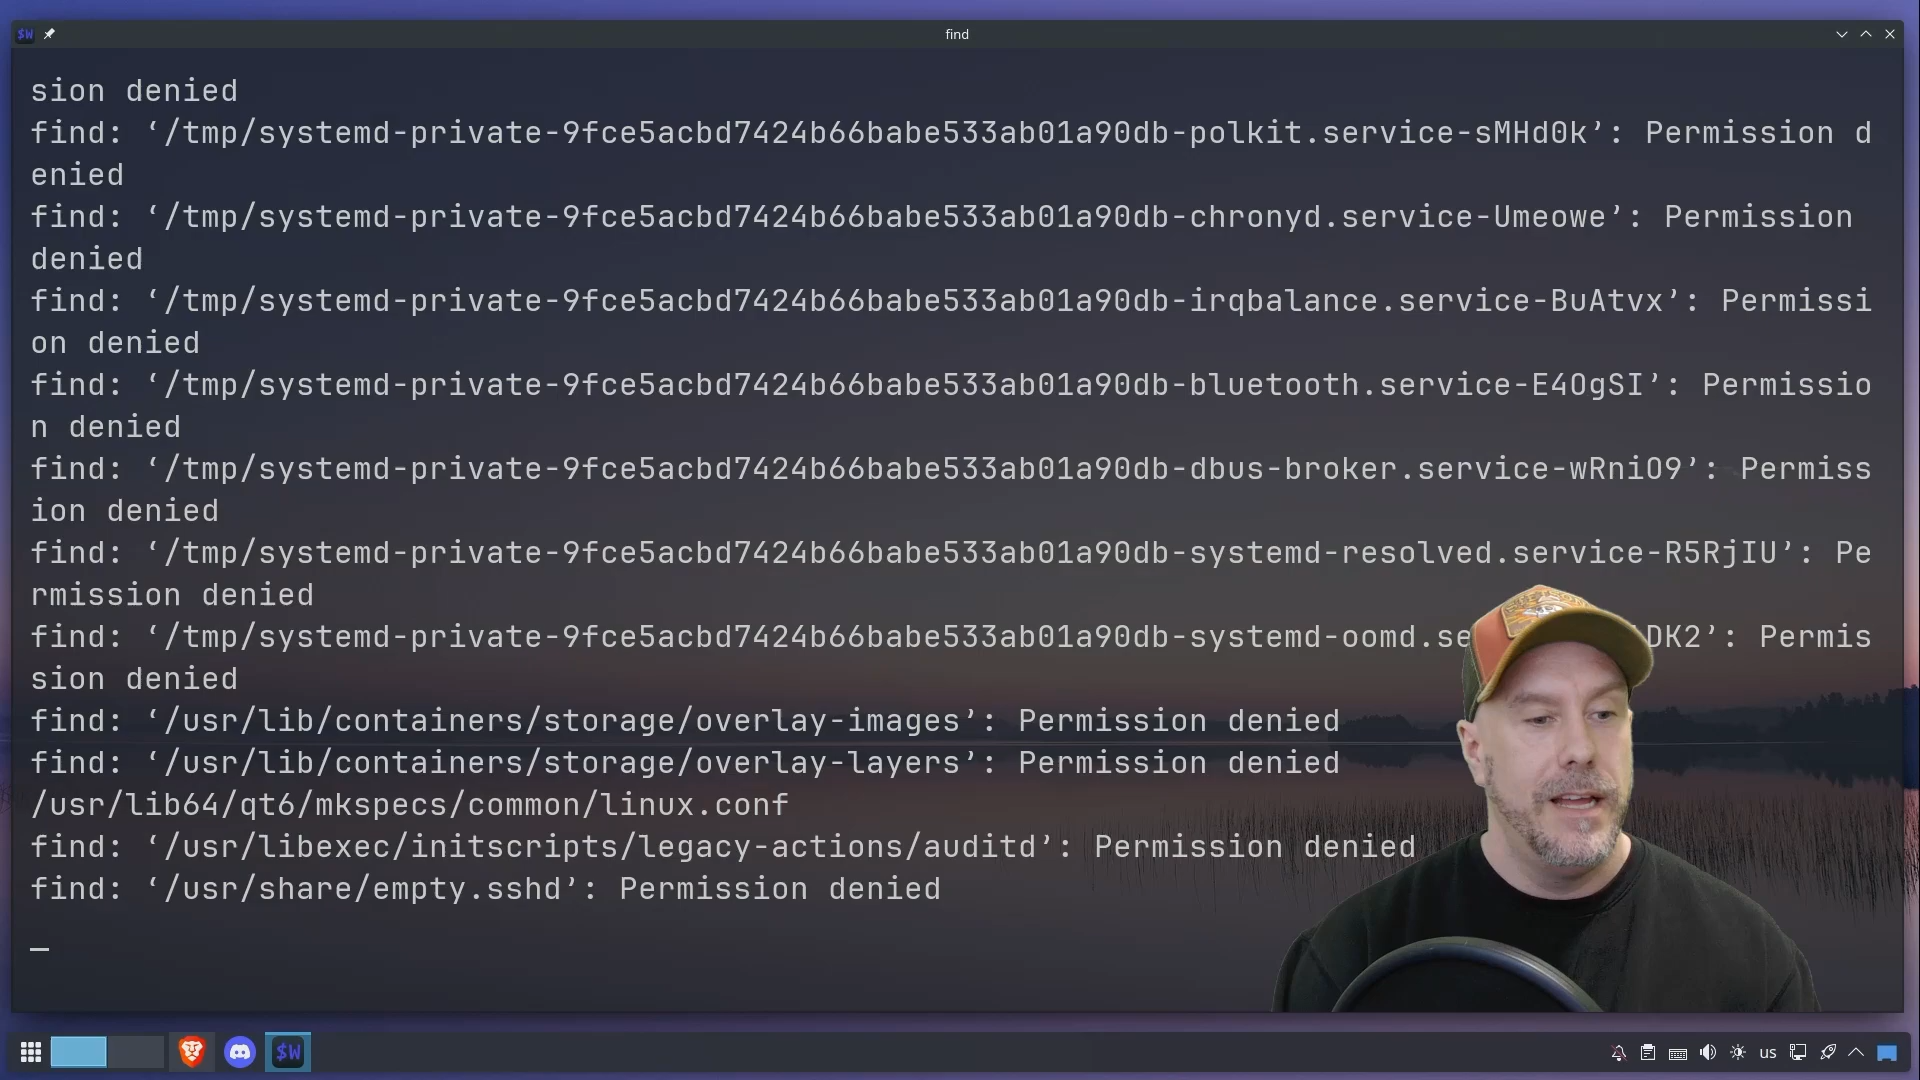 $W
find
sion denied
find: ‘/tmp/systemd-private-9fce5acbd7424b66babe533ab01a90db-polkit.service-sMHd0k’: Permission d
enied
find: ‘/tmp/systemd-private-9fce5acbd7424b66babe533ab01a90db-chronyd.service-Umeowe’: Permission
denied
find: ‘/tmp/systemd-private-9fce5acbd7424b66babe533ab01a90db-irqbalance.service-BuAtvx’: Permissi
on denied
find: ‘/tmp/systemd-private-9fce5acbd7424b66babe533ab01a90db-bluetooth.service-E4OgSI’: Permissio
n denied
find: ‘/tmp/systemd-private-9fce5acbd7424b66babe533ab01a90db-dbus-broker.service-wRniO9’: Permiss
ion denied
find: ‘/tmp/systemd-private-9fce5acbd7424b66babe533ab01a90db-systemd-resolved.service-R5RjIU’: Pe
rmission denied
find: ‘/tmp/systemd-private-9fce5acbd7424b66babe533ab01a90db-systemd-oomd.se DK2’: Permis
sion denied
find: ‘/usr/lib/containers/storage/overlay-images’: Permission denied
find: ‘/usr/lib/containers/storage/overlay-layers’: Permission denied
/usr/lib64/qt6/mkspecs/common/linux.conf
find: ‘/usr/libexec/initscripts/legacy-actions/auditd’: Permission denied
find: ‘/usr/share/empty.sshd’: Permission denied
$W
us